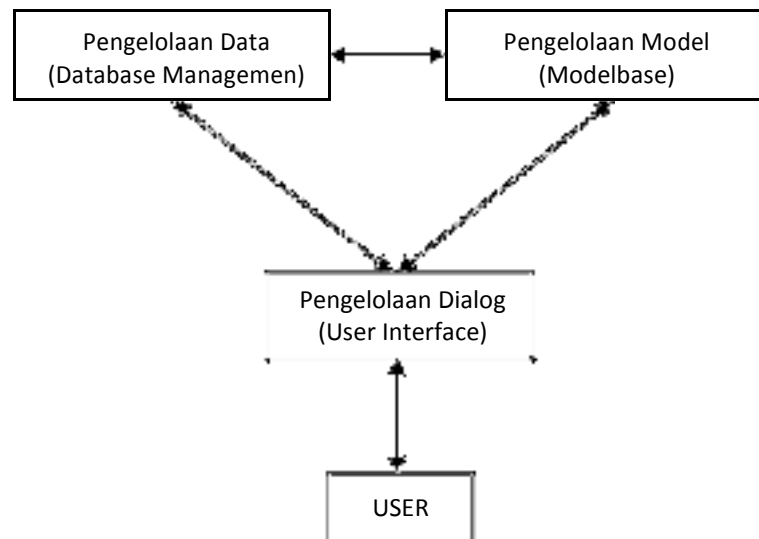 Pengelolaan Data
(Database Managemen)
Pengelolaan Model
(Modelbase)
Pengelolaan Dialog
(User Interface)
USER